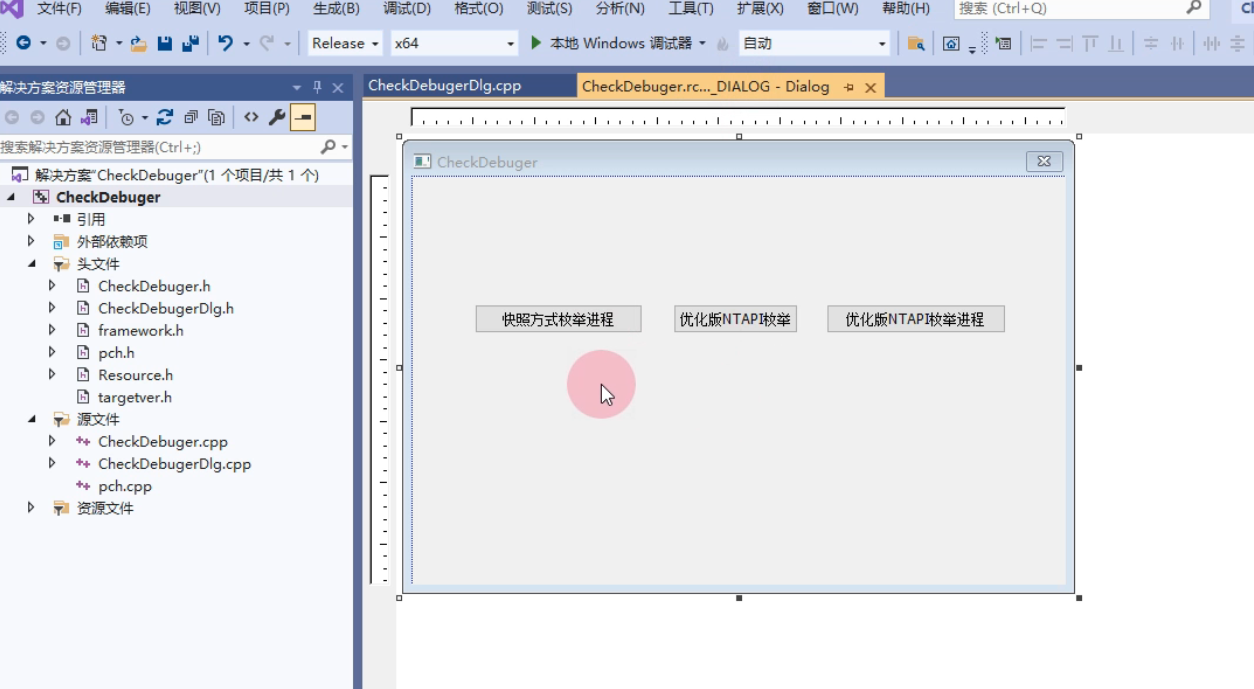 文件(F) 编辑(E) 视图(V) 项目(P) 生成(B) 调试(D) 格式(O) 测试(S) 分析(N) 工具(T) 扩展(X) 窗口(W) 帮助(H) 搜索 (Ctrl+Q)
Release x64 本地 Windows 调试器 自动
解决方案资源管理器
搜索解决方案资源管理器(Ctrl+;)
解决方案"CheckDebuger"(1 个项目/共 1 个)
CheckDebuger
引用
外部依赖项
头文件
CheckDebuger.h
CheckDebugerDlg.h
framework.h
pch.h
Resource.h
targetver.h
源文件
CheckDebuger.cpp
CheckDebugerDlg.cpp
pch.cpp
资源文件
CheckDebugerDlg.cpp CheckDebuger.rc..._DIALOG - Dialog
CheckDebuger
快照方式枚举进程 优化版NTAPI枚举 优化版NTAPI枚举进程